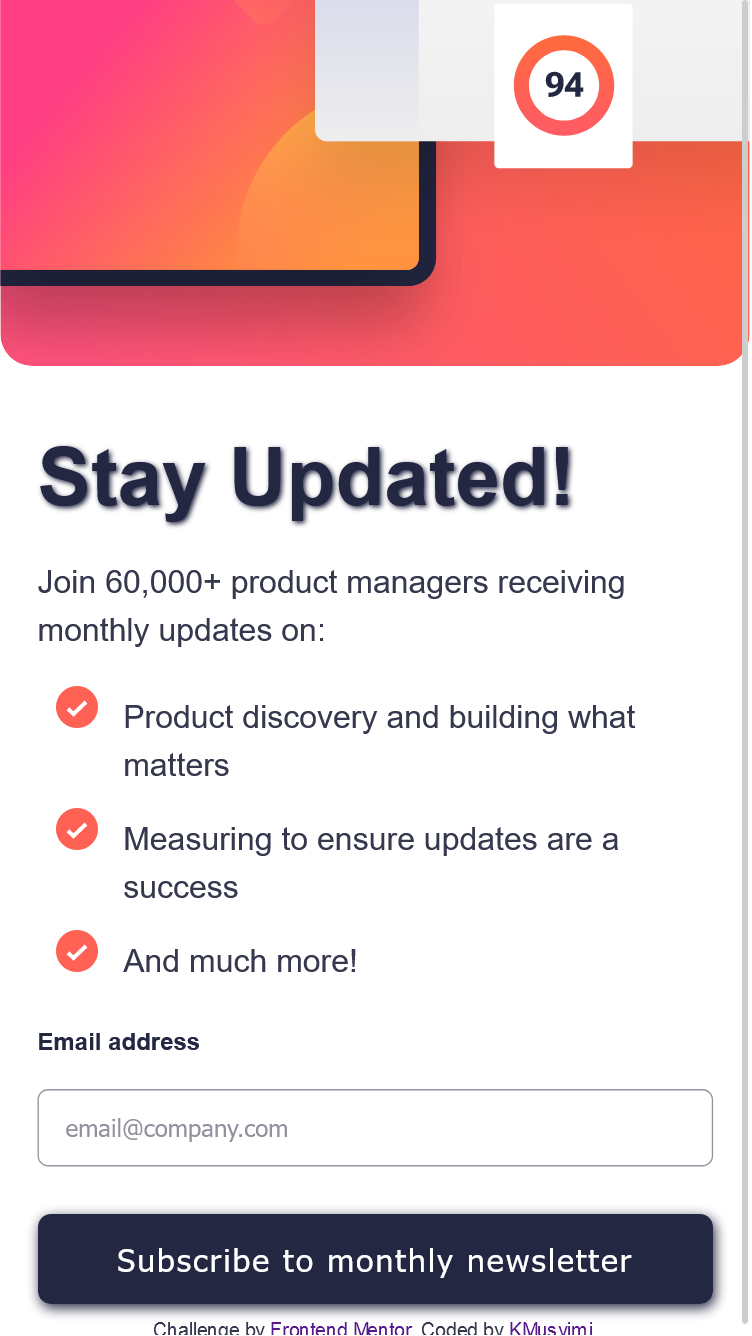 94
Stay Updated!
Join 60,000+ product managers receiving
monthly updates on:
Product discovery and building what
matters
Measuring to ensure updates are a
success
And much more!
Email address
email@company.com
Subscribe to monthly newsletter
Challenge by Frontend Mentor. Coded by KMusyimi.